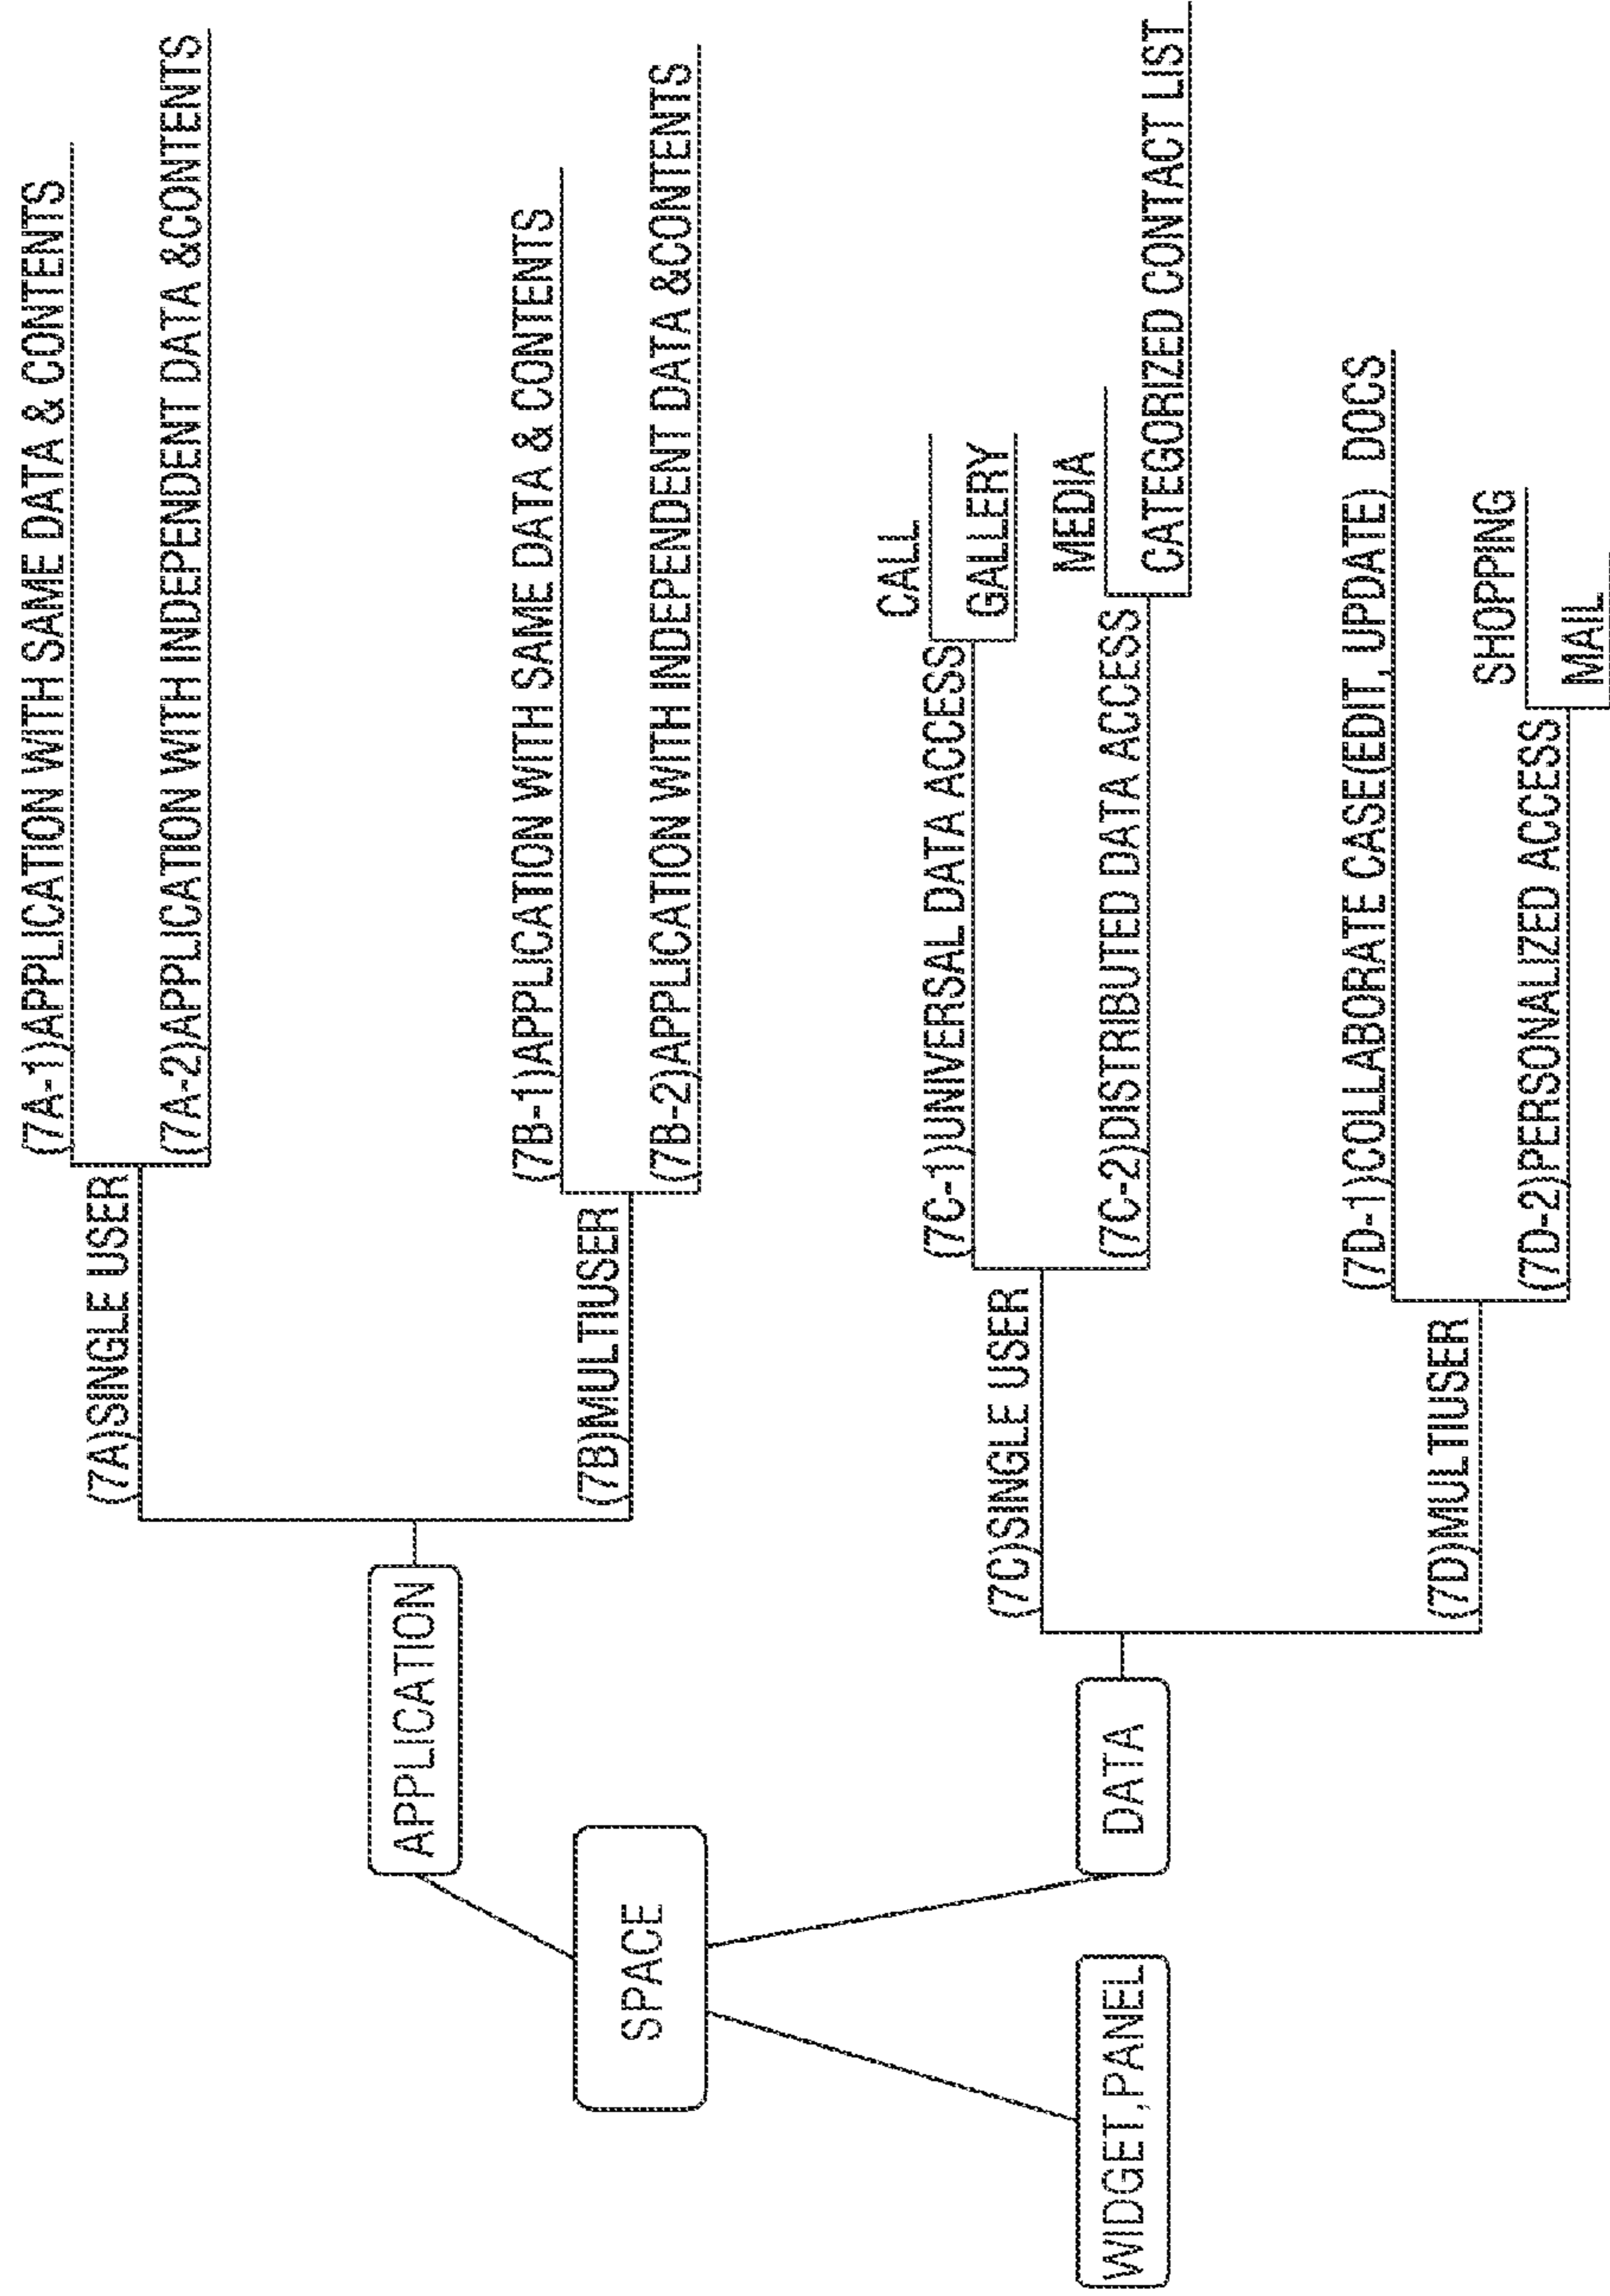 SPACE
APPLICATION
(7A)SINGLE USER
(7A-1)APPLICATION WITH SAME DATA & CONTENTS
(7A-2)APPLICATION WITH INDEPENDENT DATA &CONTENTS
(7B)MULTIUSER
(7B-1)APPLICATION WITH SAME DATA & CONTENTS
(7B-2)APPLICATION WITH INDEPENDENT DATA &CONTENTS
WIDGET,PANEL
DATA
(7C)SINGLE USER
(7C-1)UNIVERSAL DATA ACCESS
CALL
GALLERY
(7C-2)DISTRIBUTED DATA ACCESS
MEDIA
CATEGORIZED CONTACT LIST
(7D)MULTIUSER
(7D-1)COLLABORATE CASE(EDIT, UPDATE) DOCS
(7D-2)PERSONALIZED ACCESS
SHOPPING
MAIL